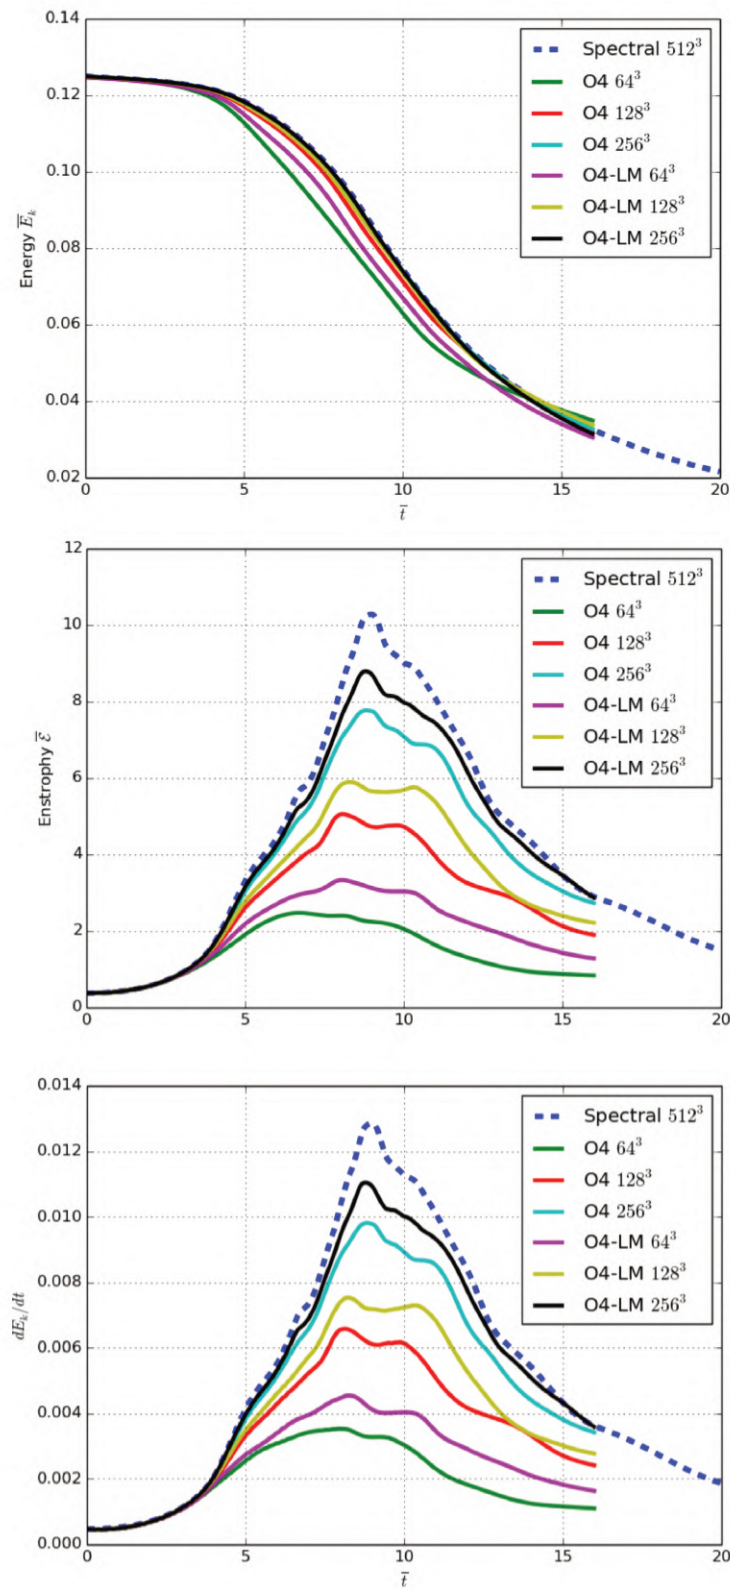 0.14
0.12
0.10
0.08
0.06
0.04
0.02
Energy E̅ₖ
Spectral 512³
O4 64³
O4 128³
O4 256³
O4-LM 64³
O4-LM 128³
O4-LM 256³
0 5 10 15 20
t̅
12
10
8
6
4
2
0
Enstrophy ℰ̅
Spectral 512³
O4 64³
O4 128³
O4 256³
O4-LM 64³
O4-LM 128³
O4-LM 256³
0 5 10 15 20
0.014
0.012
0.010
0.008
0.006
0.004
0.002
0.000
dEₖ/dt
Spectral 512³
O4 64³
O4 128³
O4 256³
O4-LM 64³
O4-LM 128³
O4-LM 256³
0 5 10 15 20
t̅